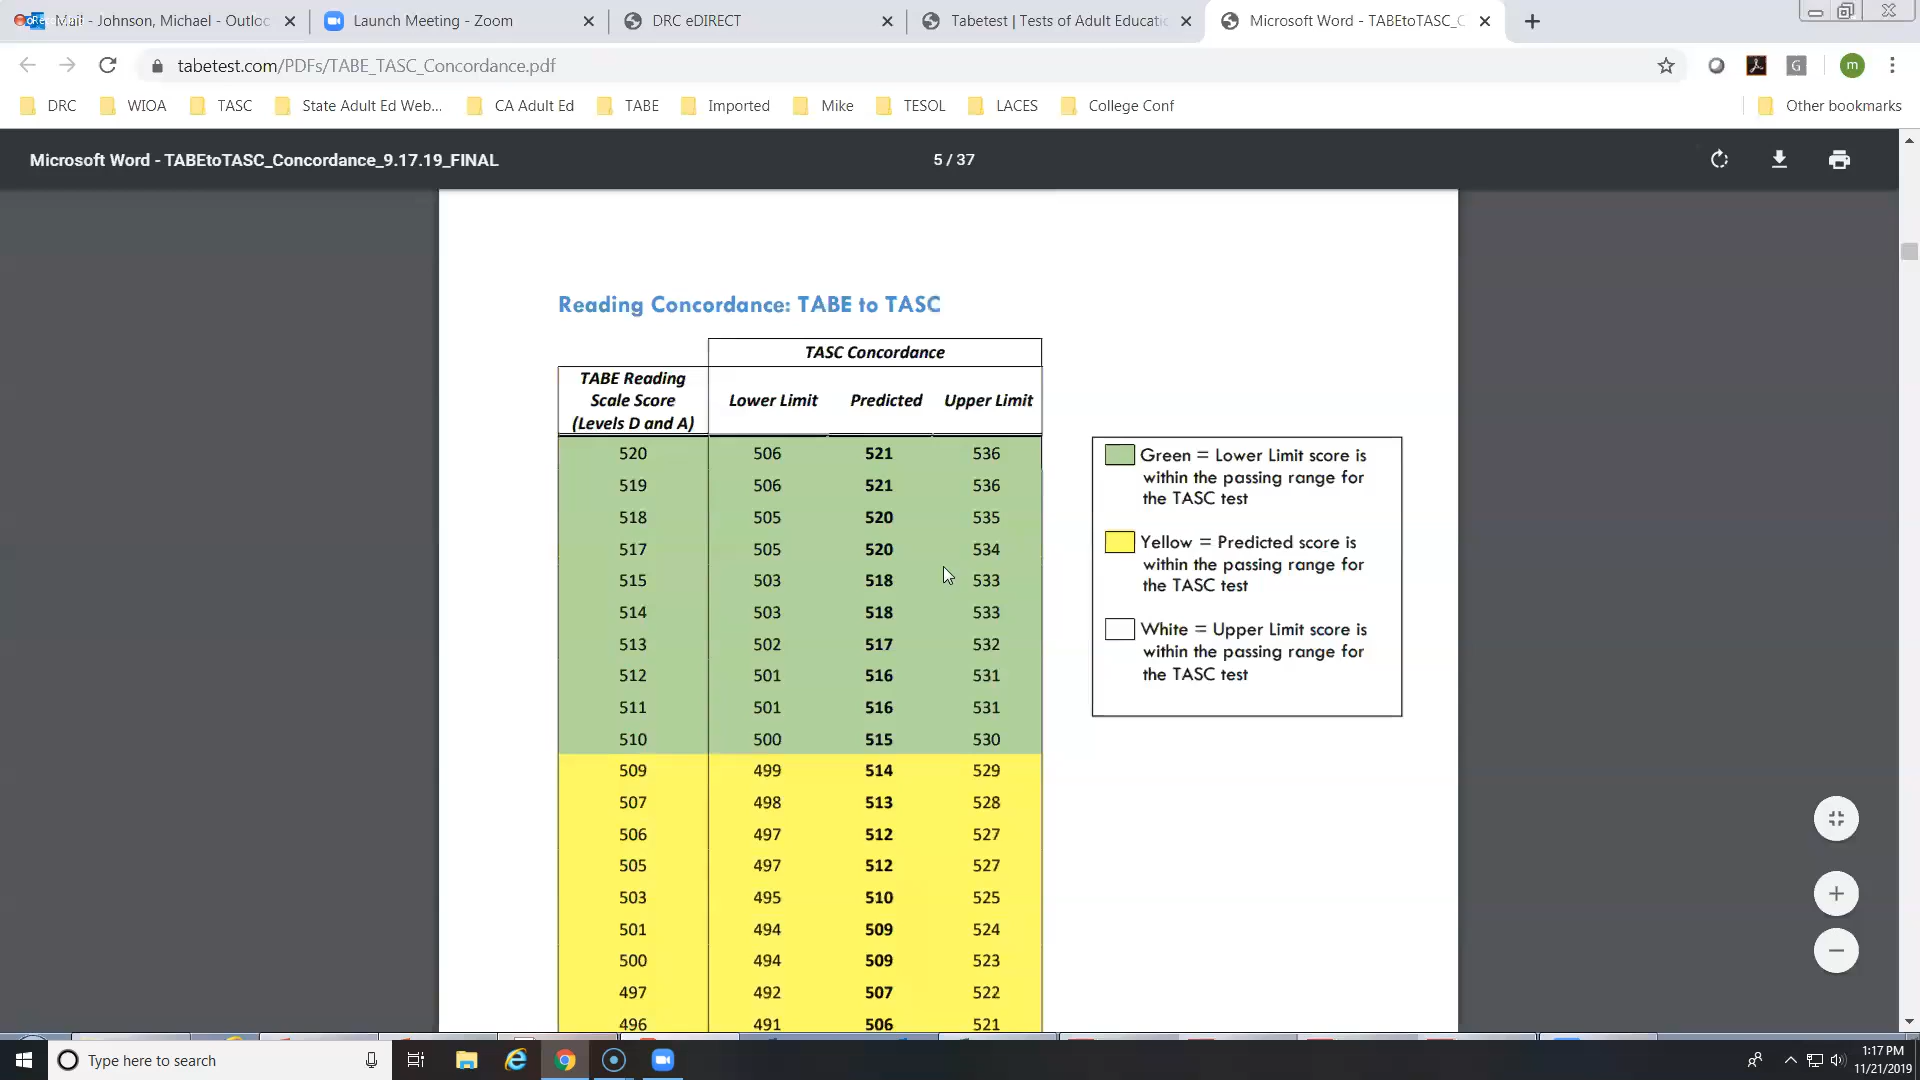 Mail - Johnson, Michael - Outloo
Launch Meeting - Zoom
DRC eDIRECT
Tabetest | Tests of Adult Educati
Microsoft Word - TABEtoTASC_C
tabetest.com/PDFs/TABE_TASC_Concordance.pdf
G
m
DRC WIOA TASC State Adult Ed Web... CA Adult Ed TABE Imported Mike TESOL LACES College Conf Other bookmarks
Microsoft Word - TABEtoTASC_Concordance_9.17.19_FINAL
5 / 37
Reading Concordance: TABE to TASC
TASC Concordance
TABE Reading
Scale Score
(Levels D and A)
Lower Limit Predicted Upper Limit
520 506 521 536
519 506 521 536
518 505 520 535
517 505 520 534
515 503 518 533
514 503 518 533
513 502 517 532
512 501 516 531
511 501 516 531
510 500 515 530
509 499 514 529
507 498 513 528
506 497 512 527
505 497 512 527
503 495 510 525
501 494 509 524
500 494 509 523
497 492 507 522
496 491 506 521
Green = Lower Limit score is
within the passing range for
the TASC test
Yellow = Predicted score is
within the passing range for
the TASC test
White = Upper Limit score is
within the passing range for
the TASC test
Type here to search
1:17 PM
11/21/2019